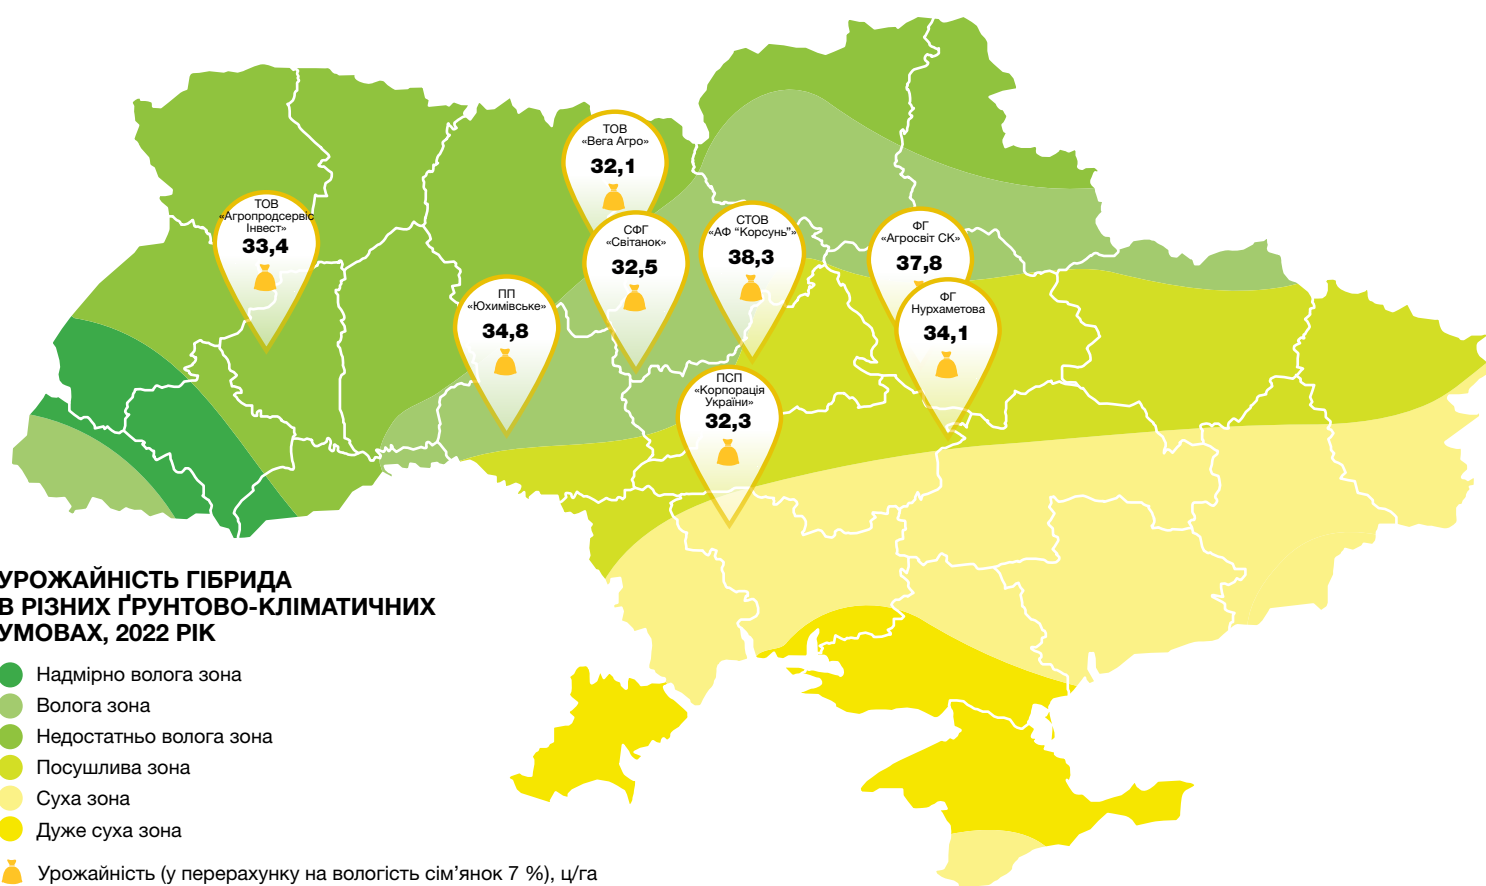 ТОВ
«Вега Агро»
32,1
ТОВ
«Агропродсервіс
Інвест»
33,4
СФГ
«Світанок»
32,5
СТОВ
«АФ “Корсунь”»
38,3
ФГ
«Агросвіт СК»
37,8
ПП
«Юхимівське»
34,8
ФГ
Нурхаметова
34,1
ПСП
«Корпорація
України»
32,3
УРОЖАЙНІСТЬ ГІБРИДА
В РІЗНИХ ҐРУНТОВО-КЛІМАТИЧНИХ
УМОВАХ, 2022 РІК
Надмірно волога зона
Волога зона
Недостатньо волога зона
Посушлива зона
Суха зона
Дуже суха зона
Урожайність (у перерахунку на вологість сім’янок 7 %), ц/га